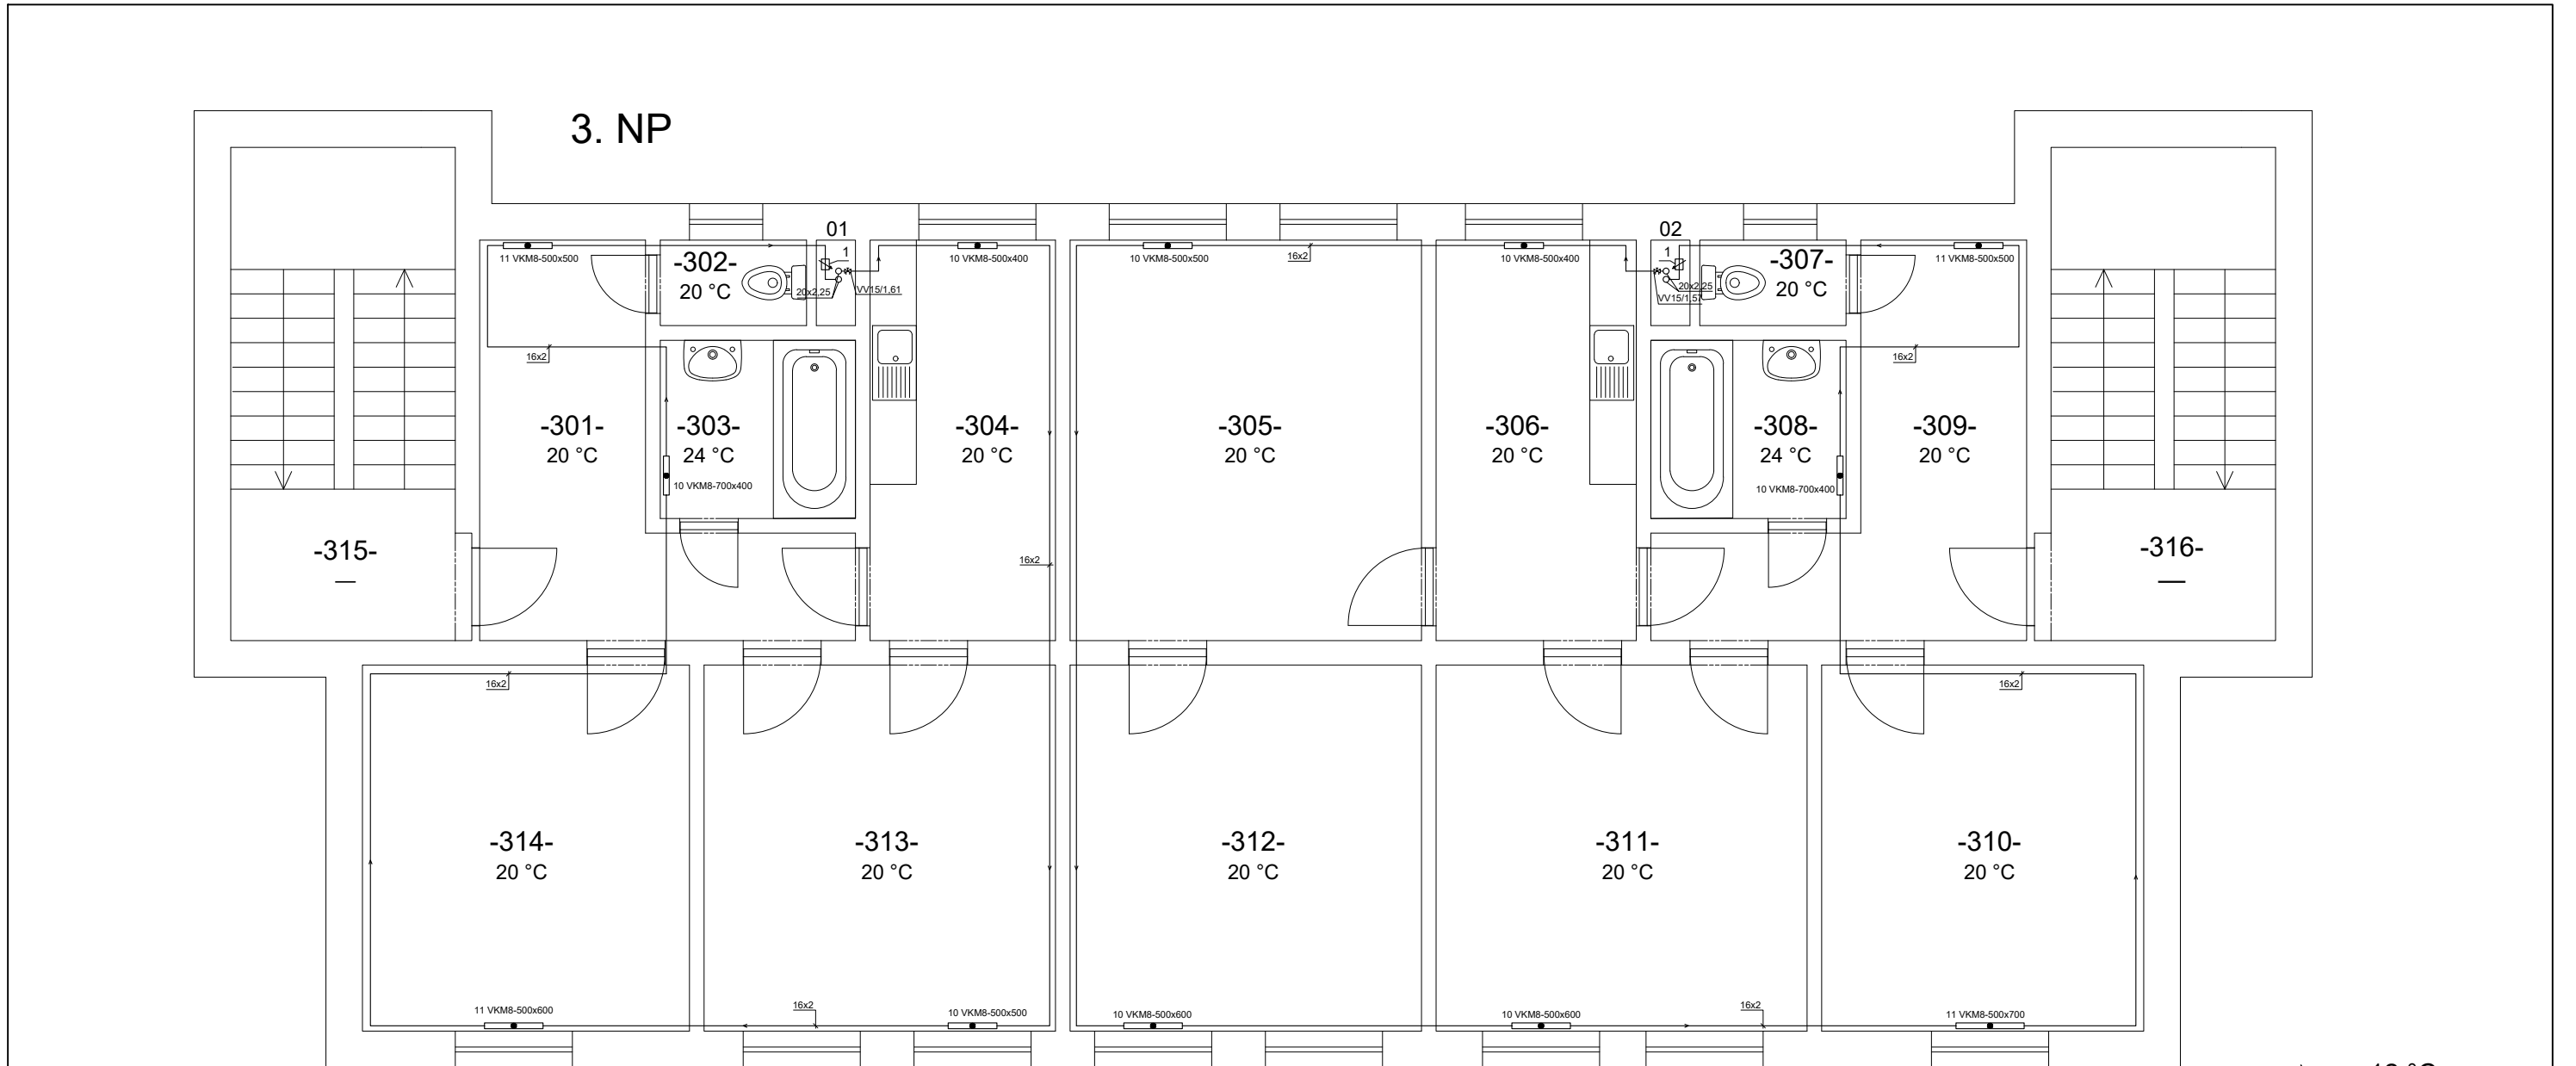 3. NP
01
02
1
1
11 VKM8-500x500
-302-
20 °C
20x2,25
VV15/1,61
10 VKM8-500x400
10 VKM8-500x500
16x2
10 VKM8-500x400
20x2,25
VV15/1,57
-307-
20 °C
11 VKM8-500x500
16x2
16x2
-301-
20 °C
-303-
24 °C
10 VKM8-700x400
-304-
20 °C
-305-
20 °C
-306-
20 °C
-308-
24 °C
10 VKM8-700x400
-309-
20 °C
-315-
—
16x2
-316-
—
16x2
16x2
-314-
20 °C
-313-
20 °C
-312-
20 °C
-311-
20 °C
-310-
20 °C
11 VKM8-500x600
16x2
10 VKM8-500x500
10 VKM8-500x600
10 VKM8-500x600
16x2
11 VKM8-500x700